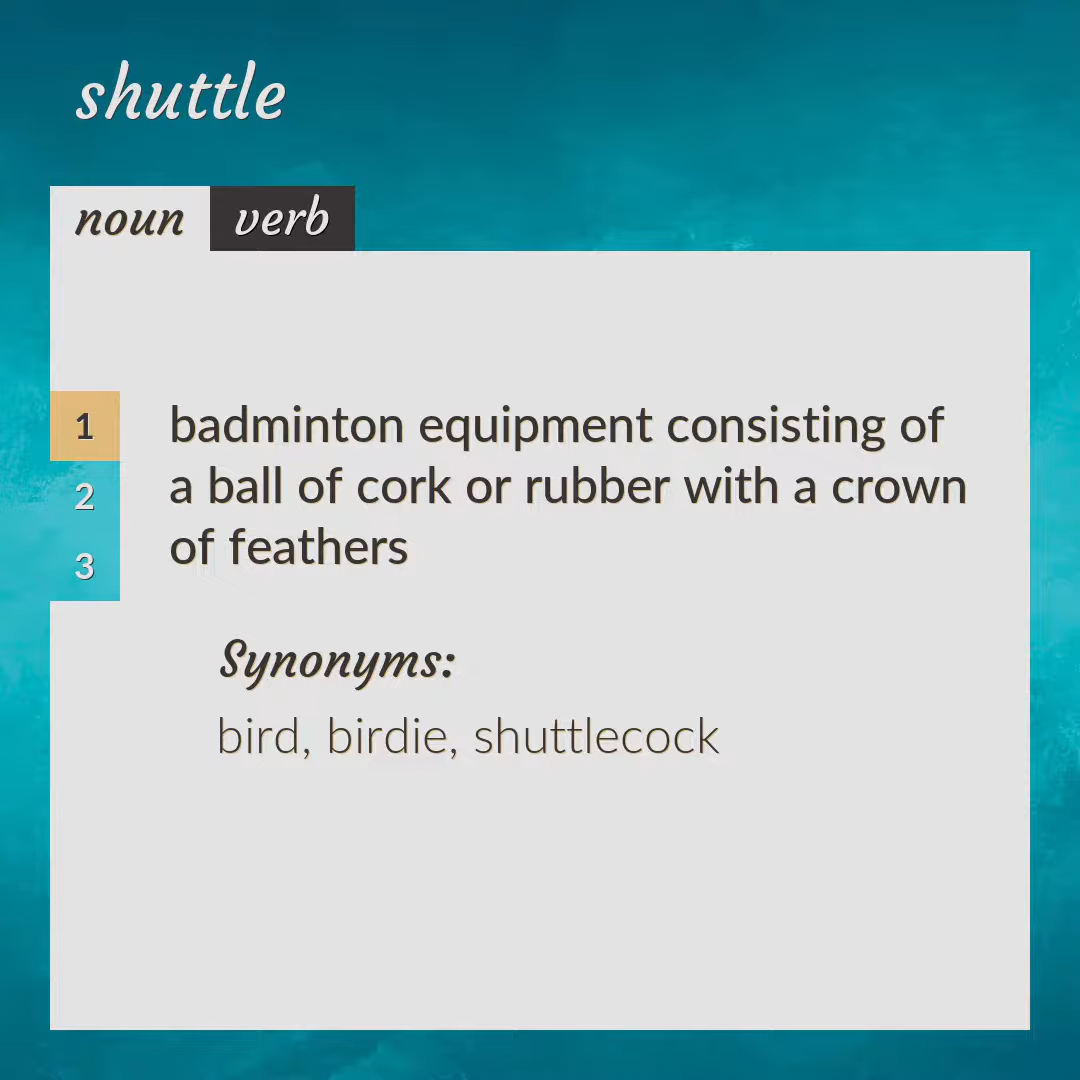 shuttle
noun verb
1 badminton equipment consisting of
2 a ball of cork or rubber with a crown
3 of feathers
Synonyms:
bird, birdie, shuttlecock